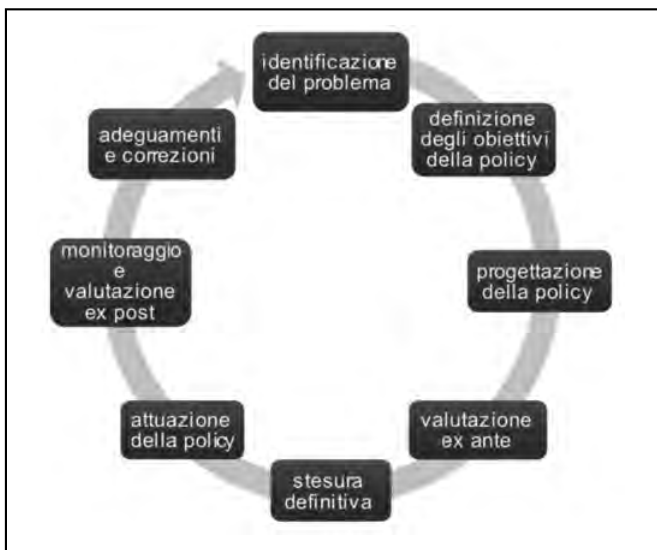 identificazione
del problema
definizione
degli obiettivi
della policy
progettazione
della policy
valutazione
ex ante
stesura
definitiva
attuazione
della policy
monitoraggio
e
valutazione
ex post
adeguamenti
e correzioni